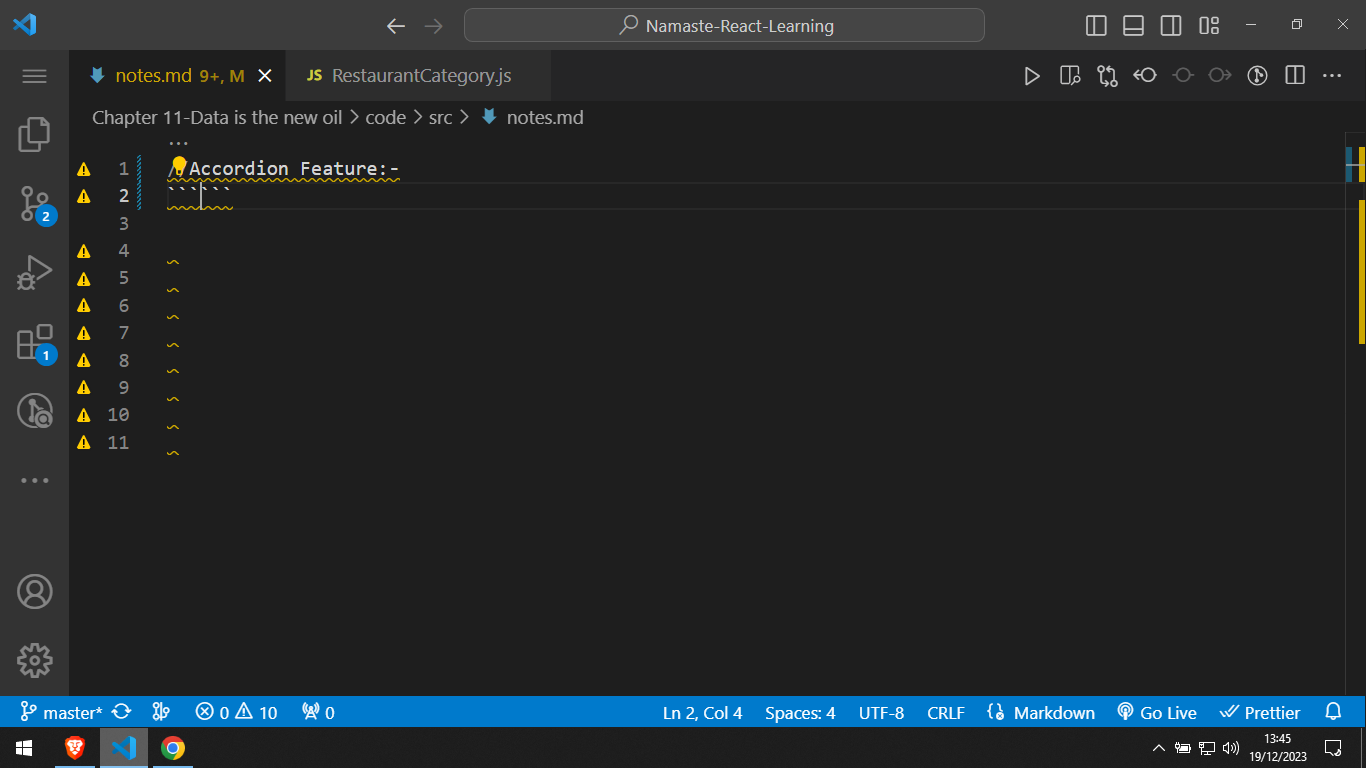 Namaste-React-Learning
notes.md 9+, M
JS RestaurantCategory.js
Chapter 11-Data is the new oil > code > src > notes.md
...
1 //Accordion Feature:-
2 ``````
3
4
5
6
7
8
9
10
11
2
1
master* 0 10 0 Ln 2, Col 4 Spaces: 4 UTF-8 CRLF Markdown Go Live Prettier
13:45
19/12/2023